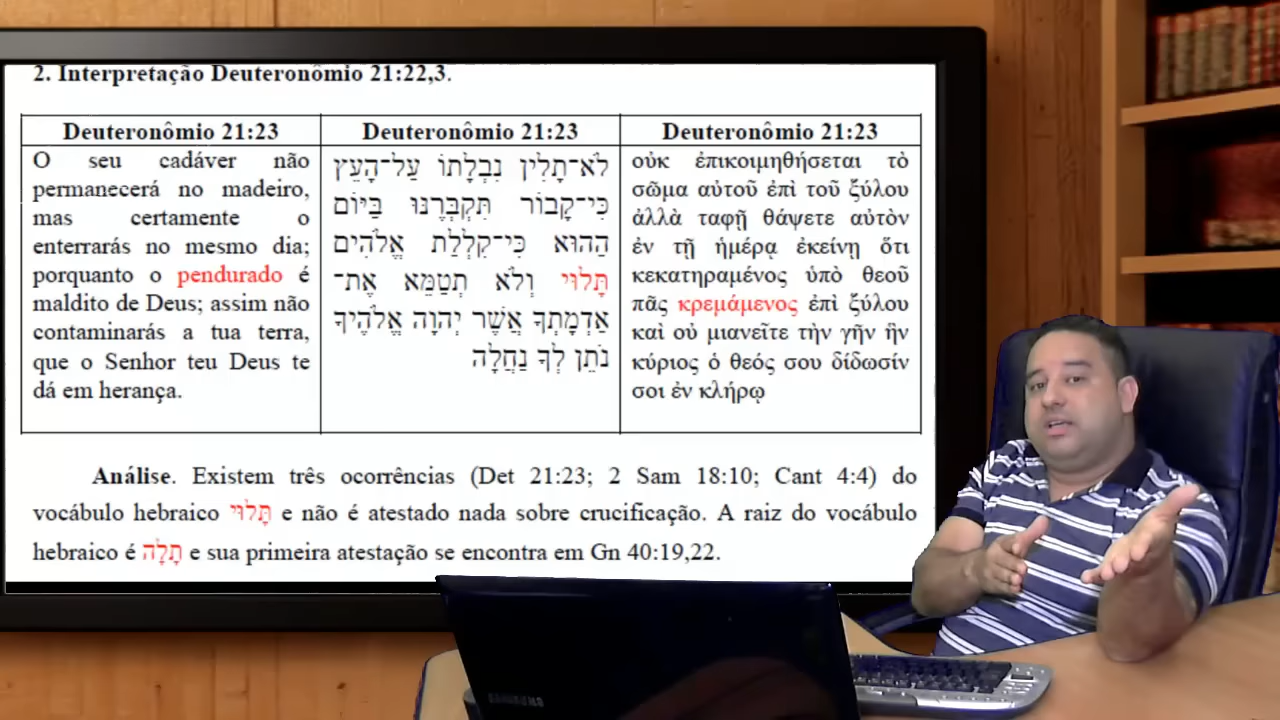 2. Interpretação Deuteronômio 21:22,3.
Deuteronômio 21:23
O seu cadáver não
permanecerá no madeiro,
mas certamente o
enterrarás no mesmo dia;
porquanto o pendurado é
maldito de Deus; assim não
contaminarás a tua terra,
que o Senhor teu Deus te
dá em herança.
Deuteronômio 21:23
לֹא־תָלִין נִבְלָתוֹ עַל־הָעֵץ
כִּי־קָבוֹר תִּקְבְּרֶנּוּ בַּיּוֹם
הַהוּא כִּי־קִלְלַת אֱלֹהִים
תָּלוּי וְלֹא תְטַמֵּא אֶת־
אַדְמָתְךָ אֲשֶׁר יְהוָה אֱלֹהֶיךָ
נֹתֵן לְךָ נַחֲלָה
Deuteronômio 21:23
οὐκ ἐπικοιμηθήσεται τὸ
σῶμα αὐτοῦ ἐπὶ τοῦ ξύλου
ἀλλὰ ταφῇ θάψετε αὐτὸν
ἐν τῇ ἡμέρᾳ ἐκείνῃ ὅτι
κεκατηραμένος ὑπὸ θεοῦ
πᾶς κρεμάμενος ἐπὶ ξύλου
καὶ οὐ μιανεῖτε τὴν γῆν ἣν
κύριος ὁ θεός σου δίδωσίν
σοι ἐν κλήρῳ
Análise. Existem três ocorrências (Det 21:23; 2 Sam 18:10; Cant 4:4) do
vocábulo hebraico תָּלוּי e não é atestado nada sobre crucificação. A raiz do vocábulo
hebraico é תָּלָה e sua primeira atestação se encontra em Gn 40:19,22.
SAMSUNG